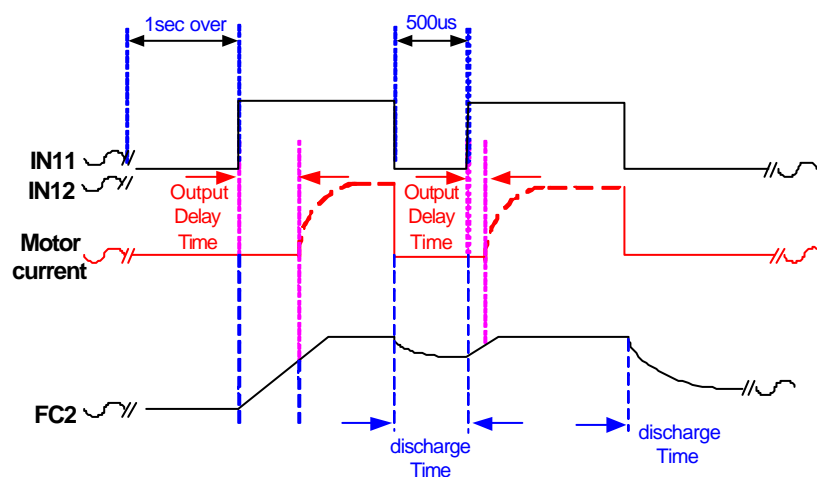 1sec over
500us
IN11
IN12
Output
Delay
Time
Output
Delay
Time
Motor
current
FC2
discharge
Time
discharge
Time